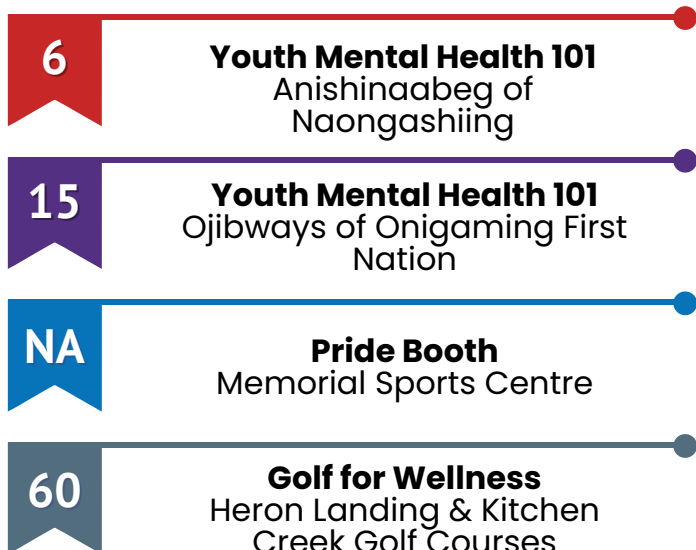 6
Youth Mental Health 101
Anishinaabeg of
Naongashiing
15
Youth Mental Health 101
Ojibways of Onigaming First
Nation
NA
Pride Booth
Memorial Sports Centre
60
Golf for Wellness
Heron Landing & Kitchen
Creek Golf Courses